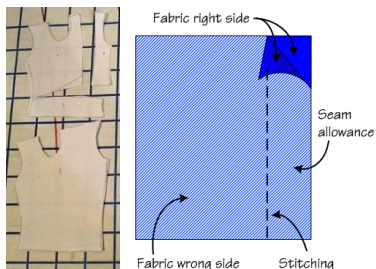 Fabric right side
Seam
allowance
Fabric wrong side
Stitching